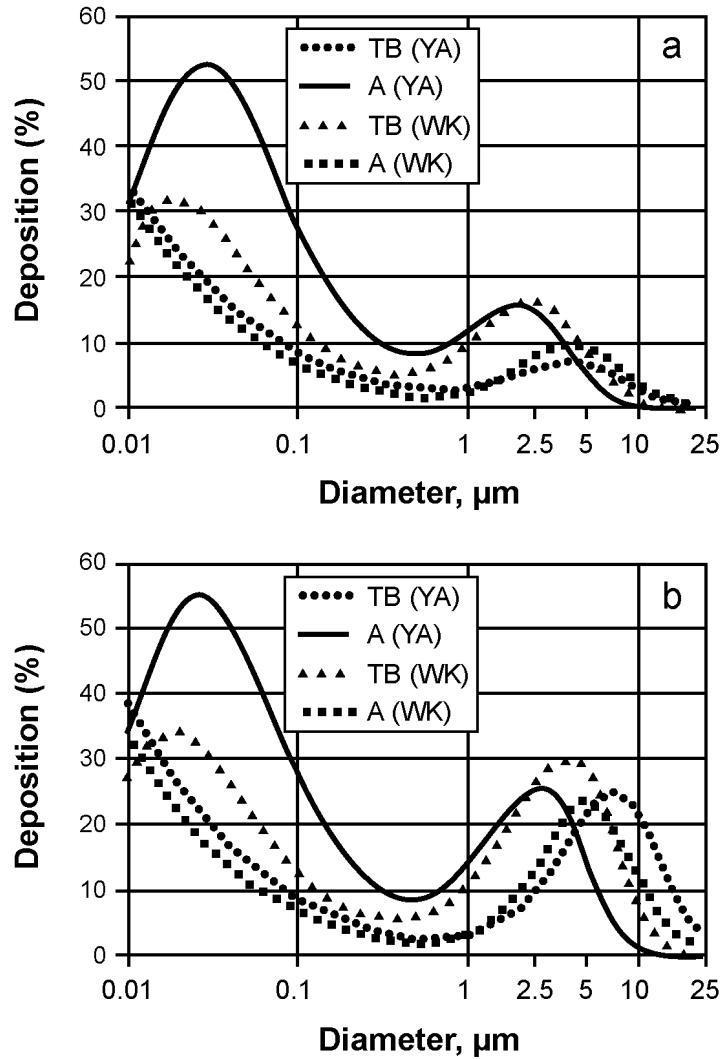 60
50
40
30
20
10
0
Deposition (%)
a
TB (YA)
A (YA)
TB (WK)
A (WK)
0.01 0.1 1 2.5 5 10 25
Diameter, µm
60
50
40
30
20
10
0
Deposition (%)
b
TB (YA)
A (YA)
TB (WK)
A (WK)
0.01 0.1 1 2.5 5 10 25
Diameter, µm